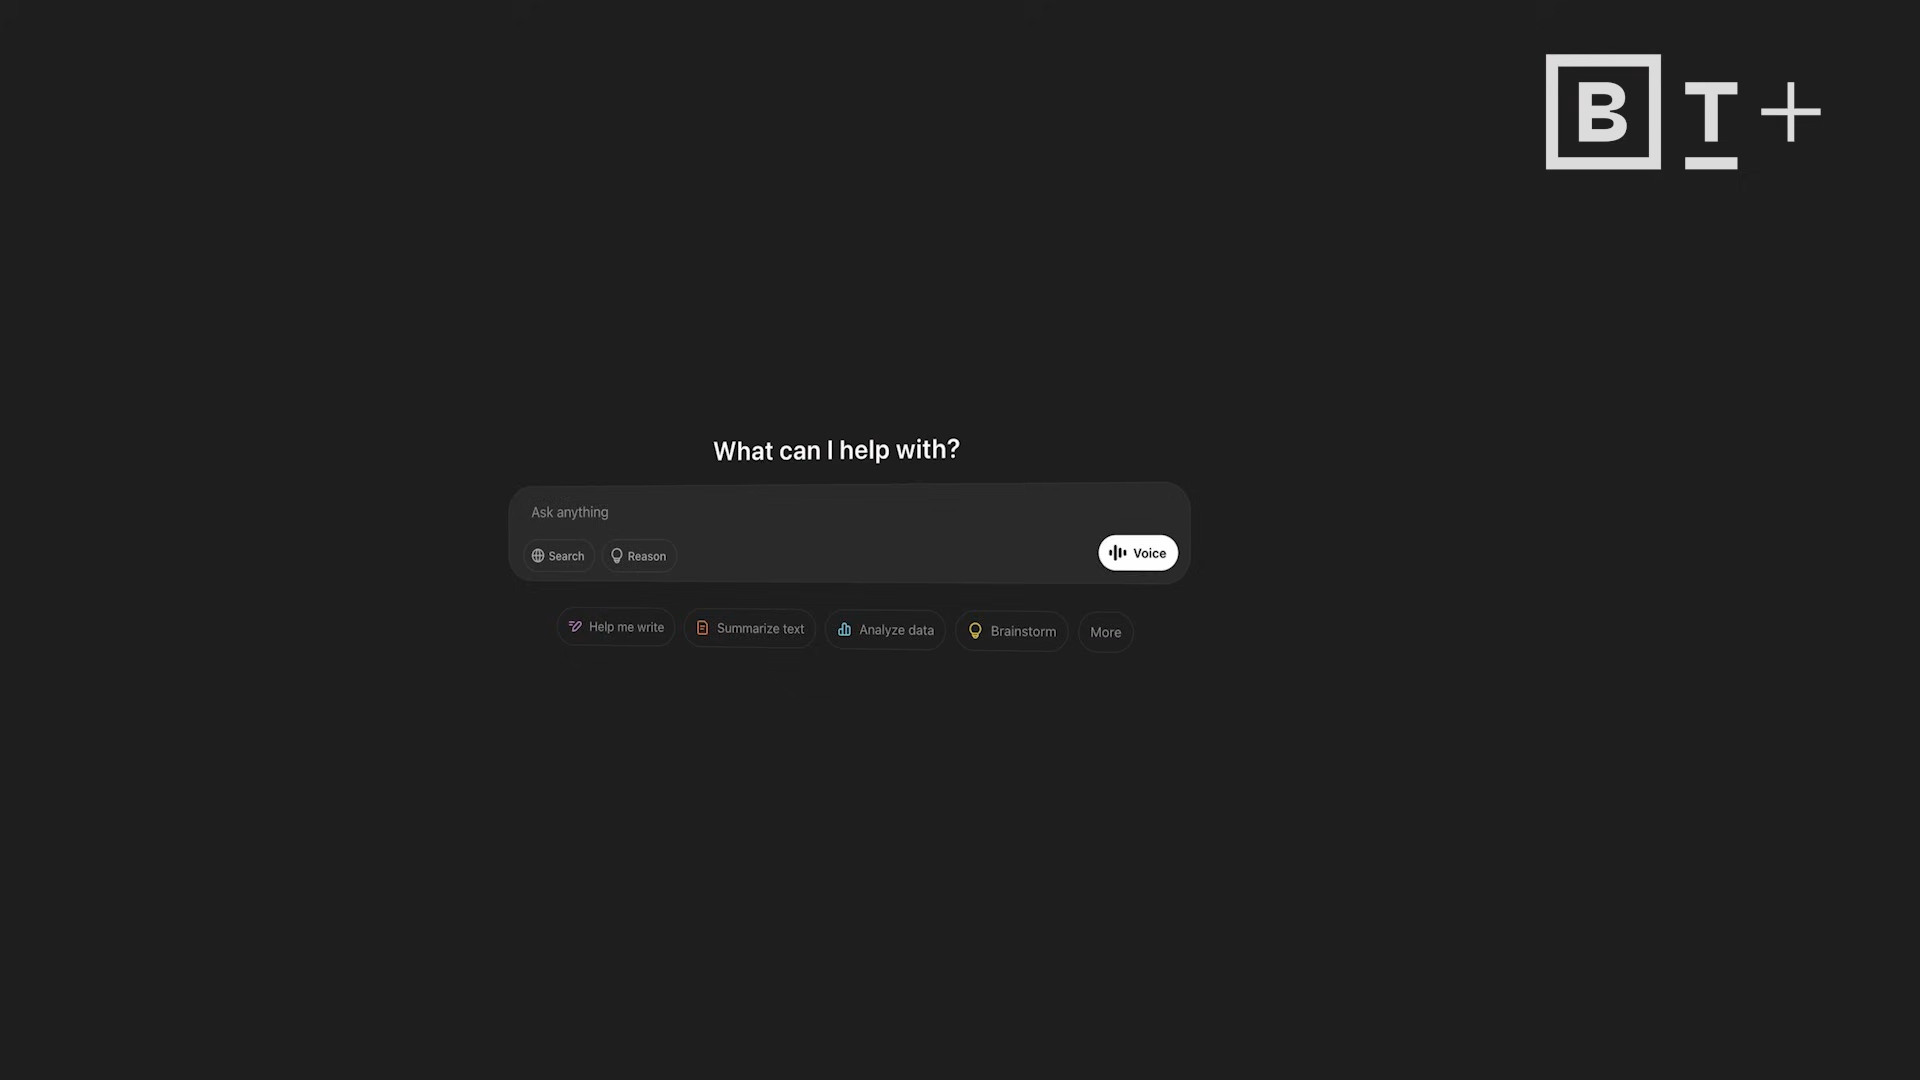 B T +
What can I help with?
Ask anything
Search Reason Voice
Help me write Summarize text Analyze data Brainstorm More